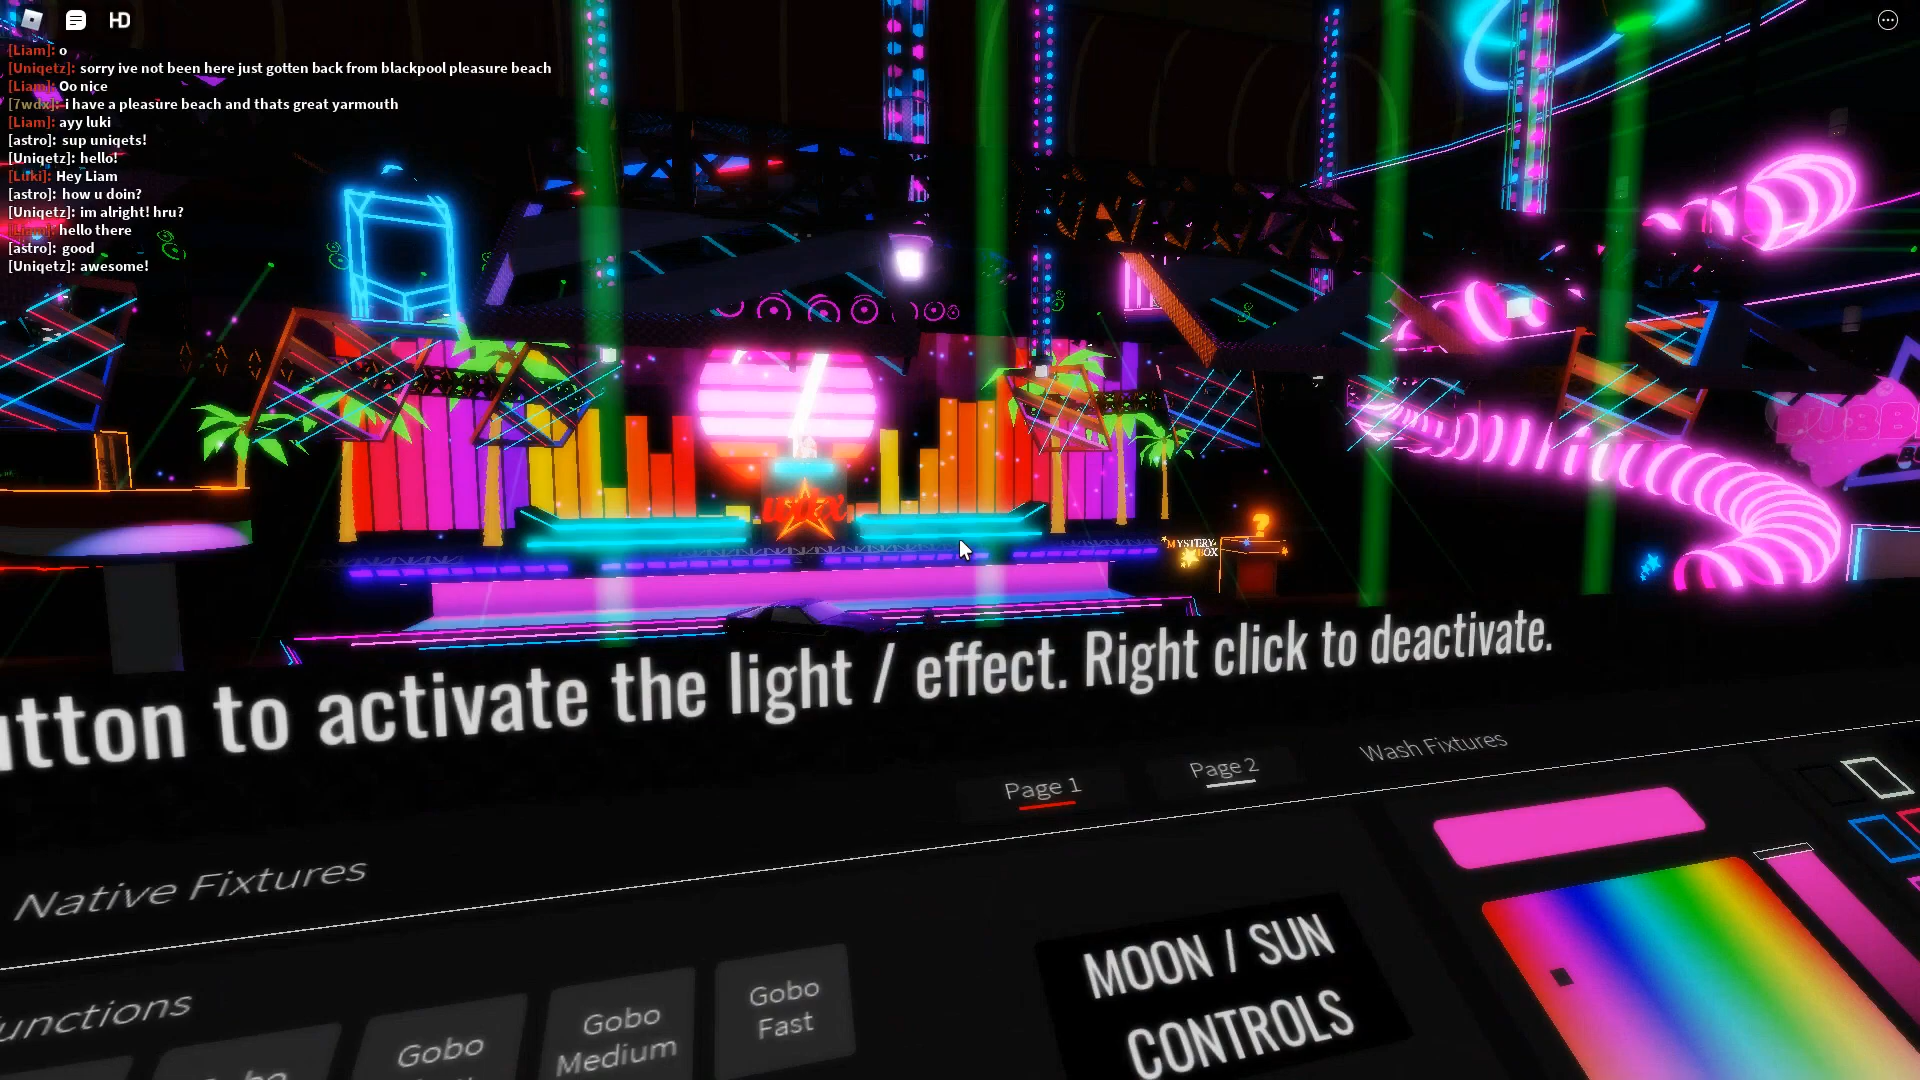 HD
[Liam]: o
[Uniqetz]: sorry ive not been here just gotten back from blackpool pleasure beach
[Liam]: Oo nice
[7wdx]: i have a pleasure beach and thats great yarmouth
[Liam]: ayy luki
[astro]: sup uniqets!
[Uniqetz]: hello!
[Luki]: Hey Liam
[astro]: how u doin?
[Uniqetz]: im alright! hru?
[Liam]: hello there
[astro]: good
[Uniqetz]: awesome!
MYSTERY
BOX
?
to activate the light / effect. Right click to deactivate.
Page 1
Page 2
Wash Fixtures
Native Fixtures
Gobo
Gobo
Medium
Gobo
Fast
MOON / SUN
CONTROLS